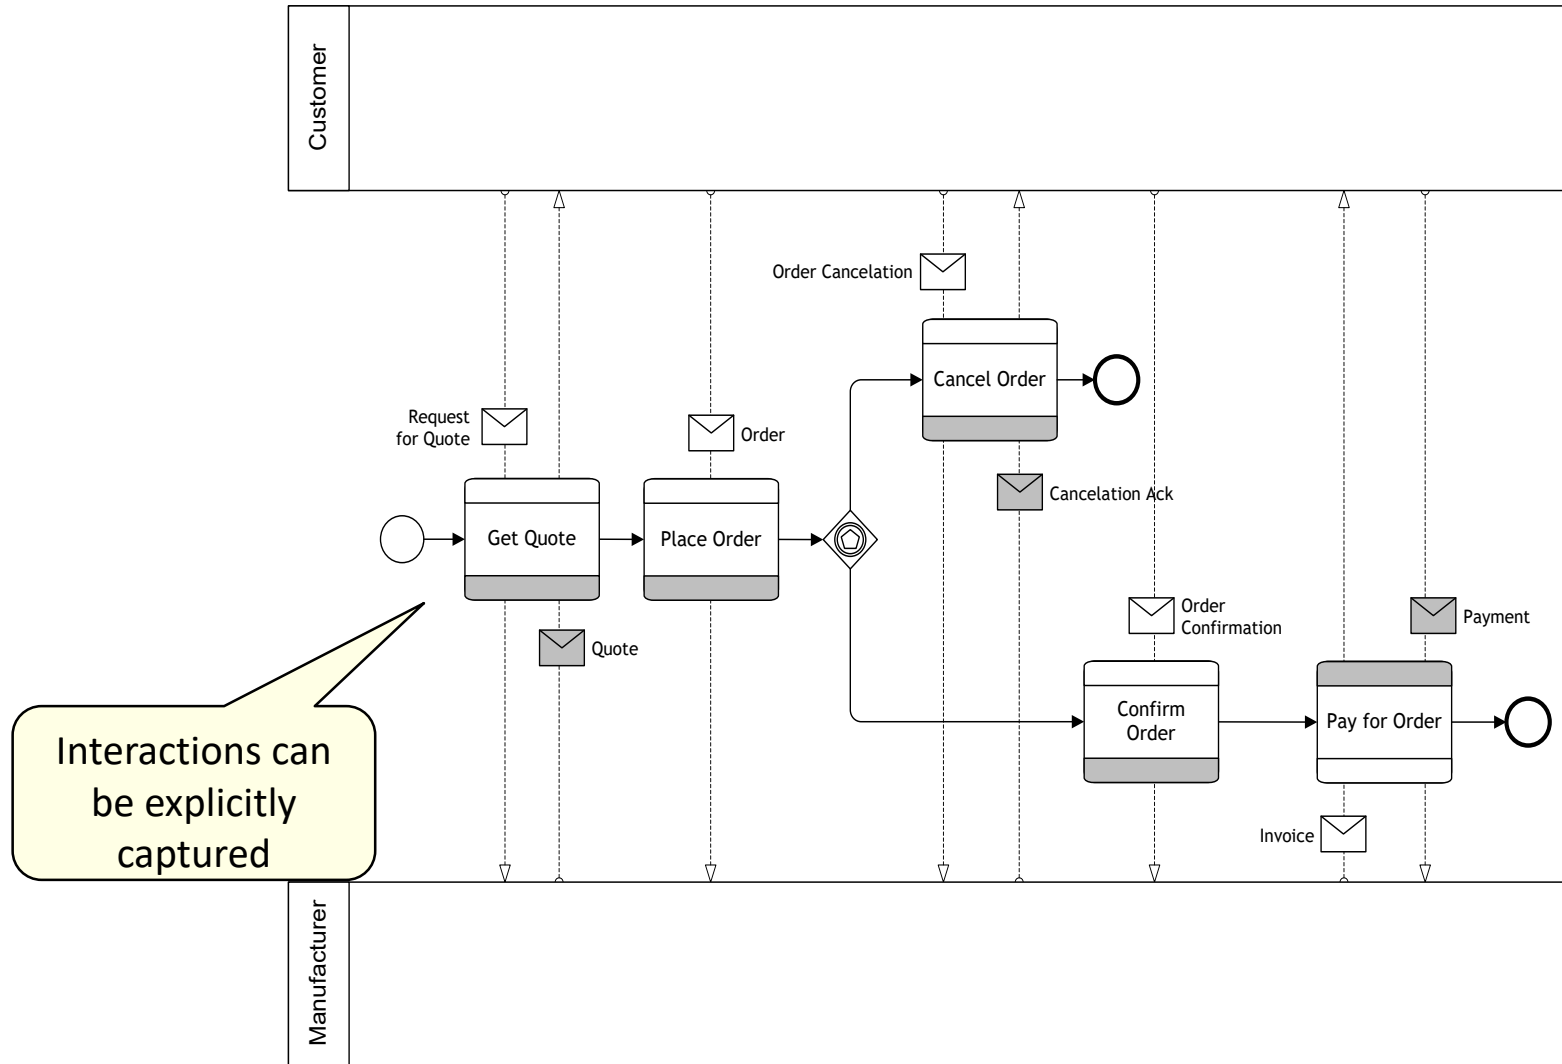 Customer
Order Cancelation
Cancel Order
Request
for Quote
Order
Cancelation Ack
Get Quote
Place Order
Order
Confirmation
Payment
Quote
Confirm
Order
Pay for Order
Interactions can
be explicitly
captured
Invoice
Manufacturer